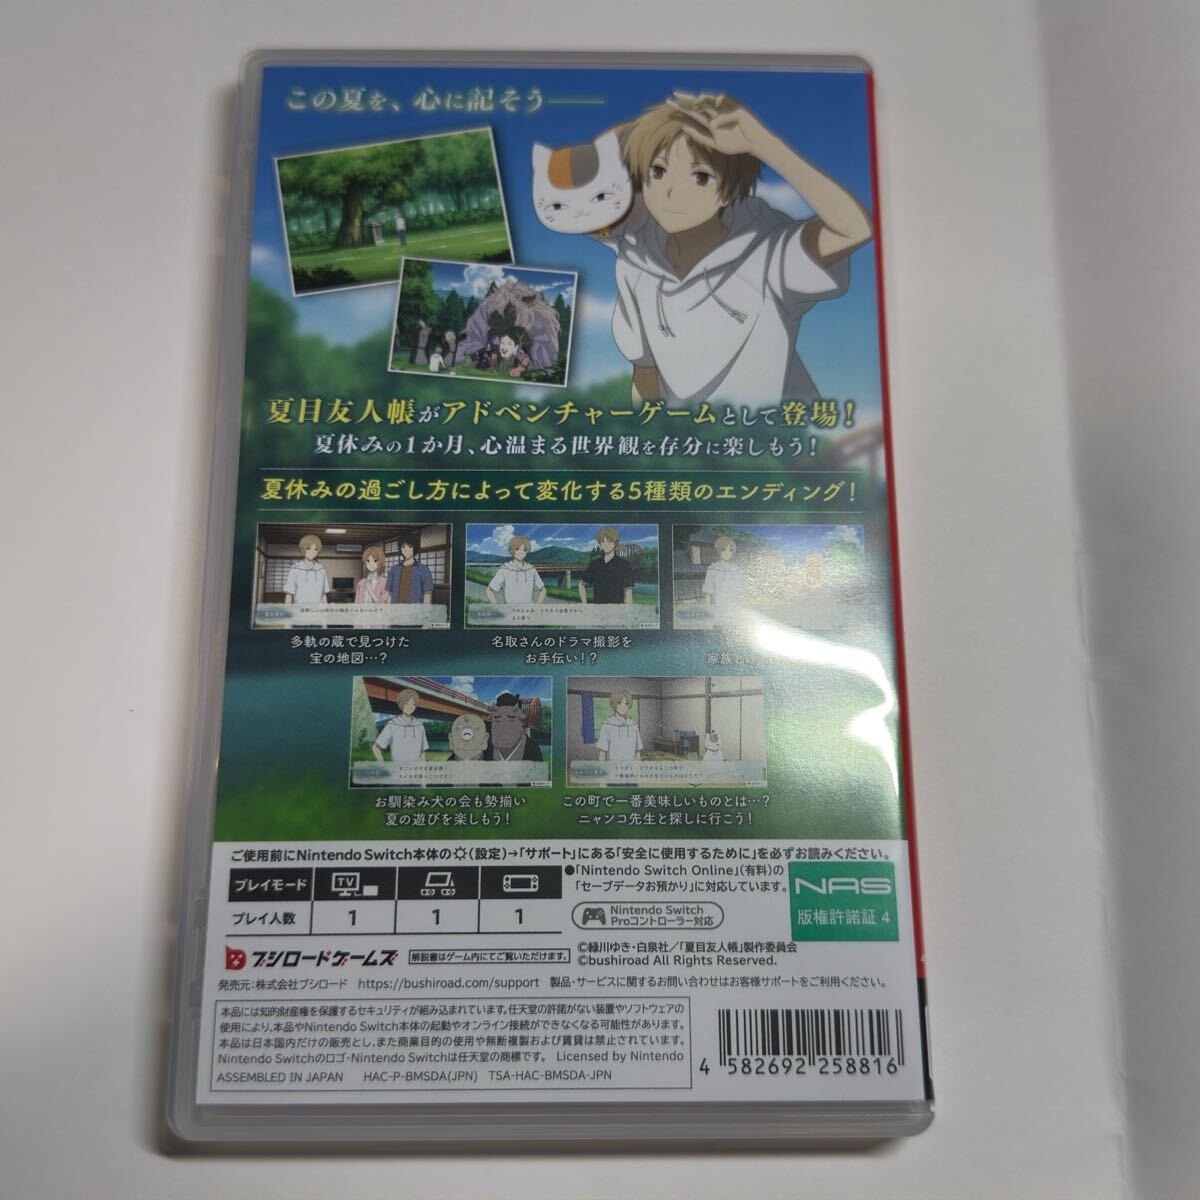 この夏を、心に記そう――
夏目友人帳がアドベンチャーゲームとして登場！
夏休みの1か月、心温まる世界観を存分に楽しもう！
夏休みの過ごし方によって変化する5種類のエンディング！
多軌の蔵で見つけた
宝の地図…?
名取さんのドラマ撮影を
お手伝い!?
家族との
お馴染み犬の会も勢揃い
夏の遊びを楽しもう！
この町で一番美味しいものとは…?
ニャンコ先生と探しに行こう！
ご使用前にNintendo Switch本体の(設定)→「サポート」にある「安全に使用するために」を必ずお読みください。
プレイモード TV
プレイ人数 1 1 1
●「Nintendo Switch Online」(有料)の
「セーブデータお預かり」に対応しています。
Nintendo Switch
Proコントローラー対応
NAS
版権許諾証 4
ブシロードゲームズ
解説書はゲーム内にてご覧いただけます。
©緑川ゆき・白泉社／「夏目友人帳」製作委員会
©bushiroad All Rights Reserved.
発売元：株式会社ブシロード https://bushiroad.com/support 製品・サービスに関するお問い合わせはお客様サポートをご利用ください。
本品には知的財産権を保護するセキュリティが組み込まれています。任天堂の許諾がない装置やソフトウェアの
使用により、本品やNintendo Switch本体の起動やオンライン接続ができなくなる可能性があります。
本品は日本国内だけの販売とし、また商業目的の使用や無断複製および賃貸は禁止されています。
Nintendo Switchのロゴ・Nintendo Switchは任天堂の商標です。 Licensed by Nintendo
ASSEMBLED IN JAPAN HAC-P-BMSDA(JPN) TSA-HAC-BMSDA-JPN
4 582692 258816